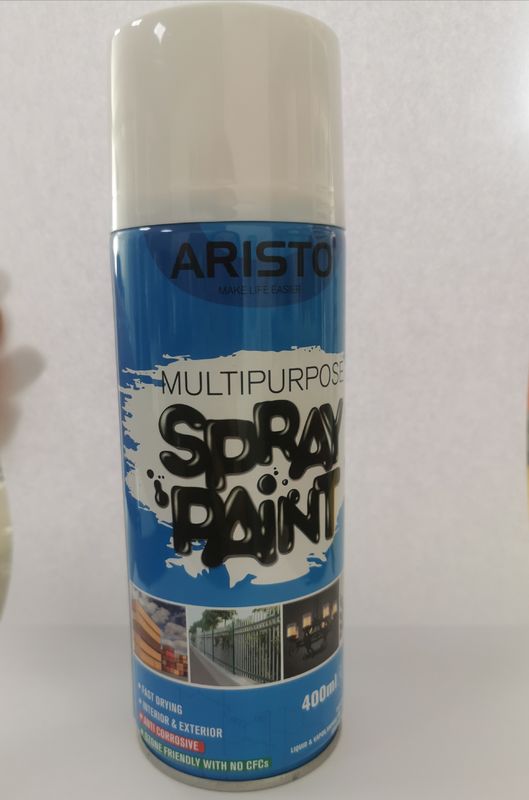 ARISTO
MAKE LIFE EASIER
MULTIPURPOSE
SPRAY
PAINT
400ml
FAST DRYING
INTERIOR & EXTERIOR
ANTI CORROSIVE
OZONE FRIENDLY WITH NO CFCs
LIQUID &